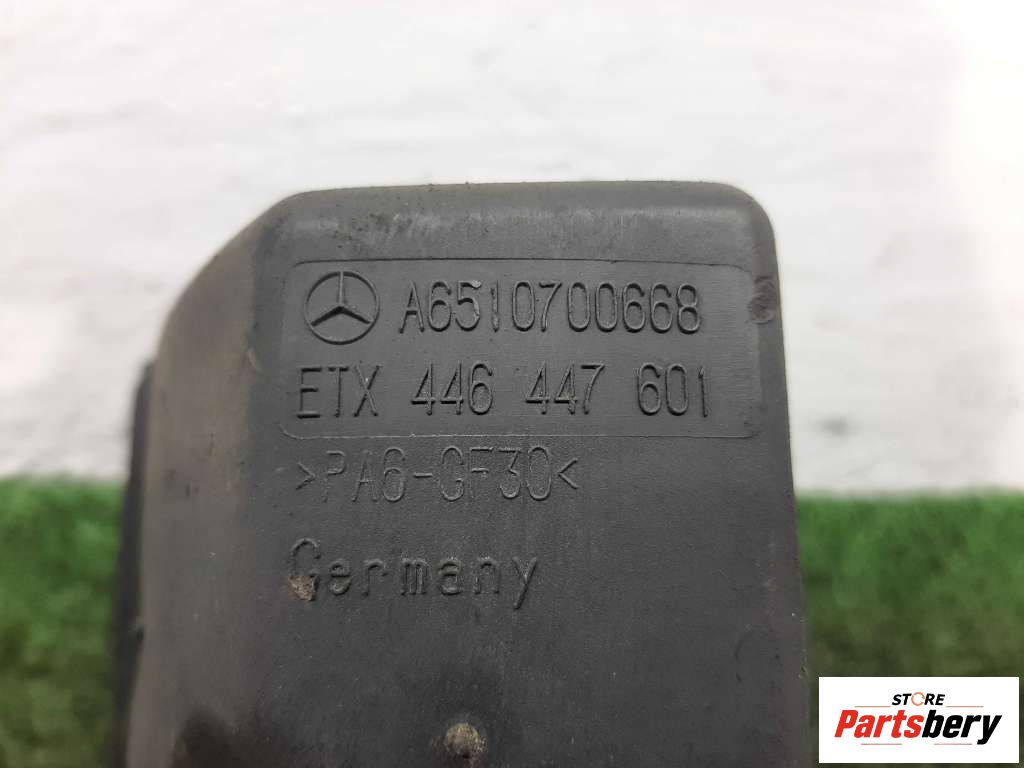 A6510700668
ETX 446 447 601
>PA6-GF30<
Germany
STORE
Partsbery